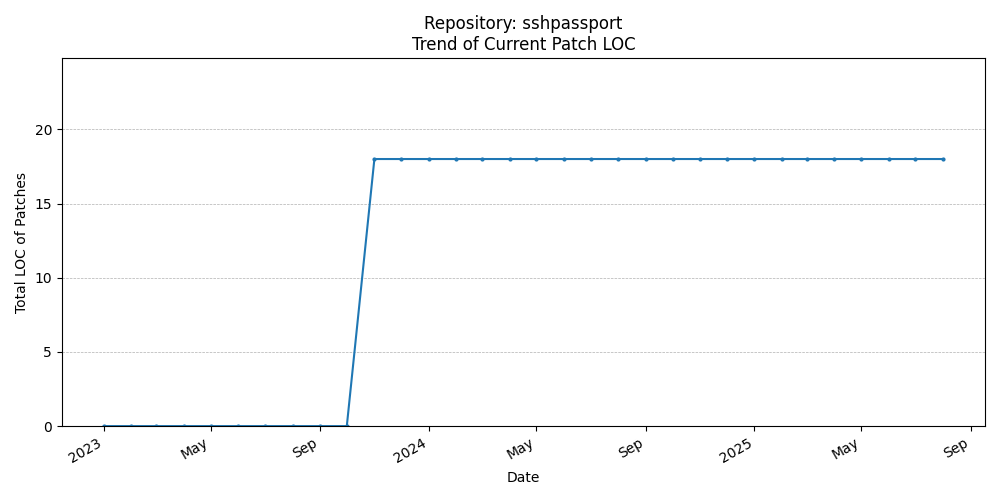 Repository: sshpassport
Trend of Current Patch LOC
Total LOC of Patches
20
15
10
5
0
2023
May
Sep
2024
May
Sep
2025
May
Sep
Date